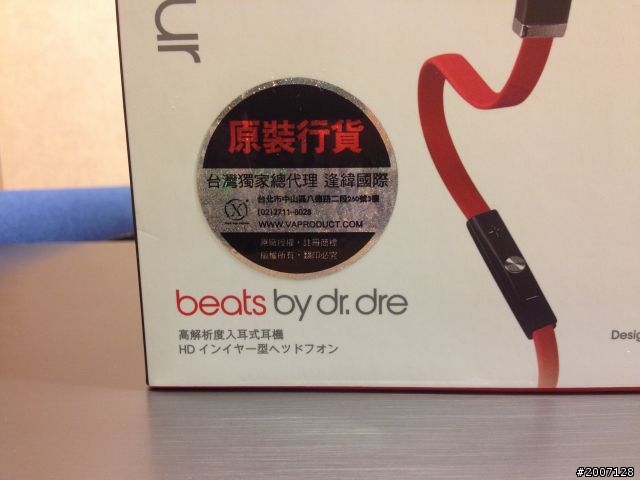 ur
原裝行貨
台灣獨家總代理 逢緯國際
台北市中山區八德路二段260號3樓
(02)2711-8028
WWW.VAPRODUCT.COM
原廠授權，註冊商標
版權所有，翻印必究
beats by dr. dre
高解析度入耳式耳機
HD インイヤー型ヘッドフォン
Desig
#2007128